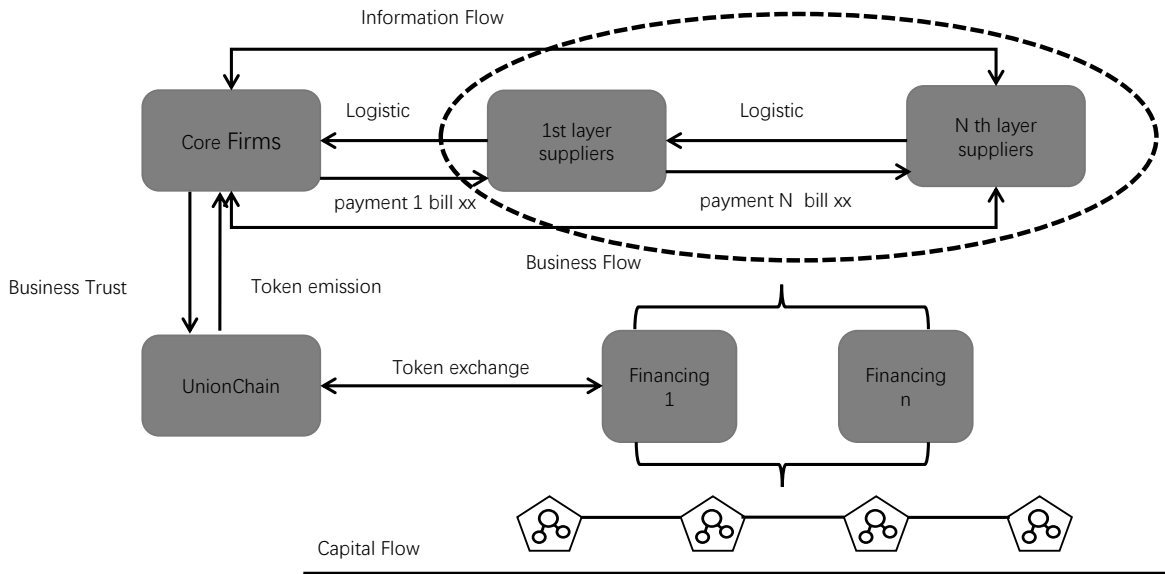 Information Flow
Logistic
Logistic
Core Firms
1st layer
suppliers
N th layer
suppliers
payment 1 bill xx
payment N bill xx
Business Flow
Business Trust
Token emission
UnionChain
Token exchange
Financing
1
Financing
n
Capital Flow